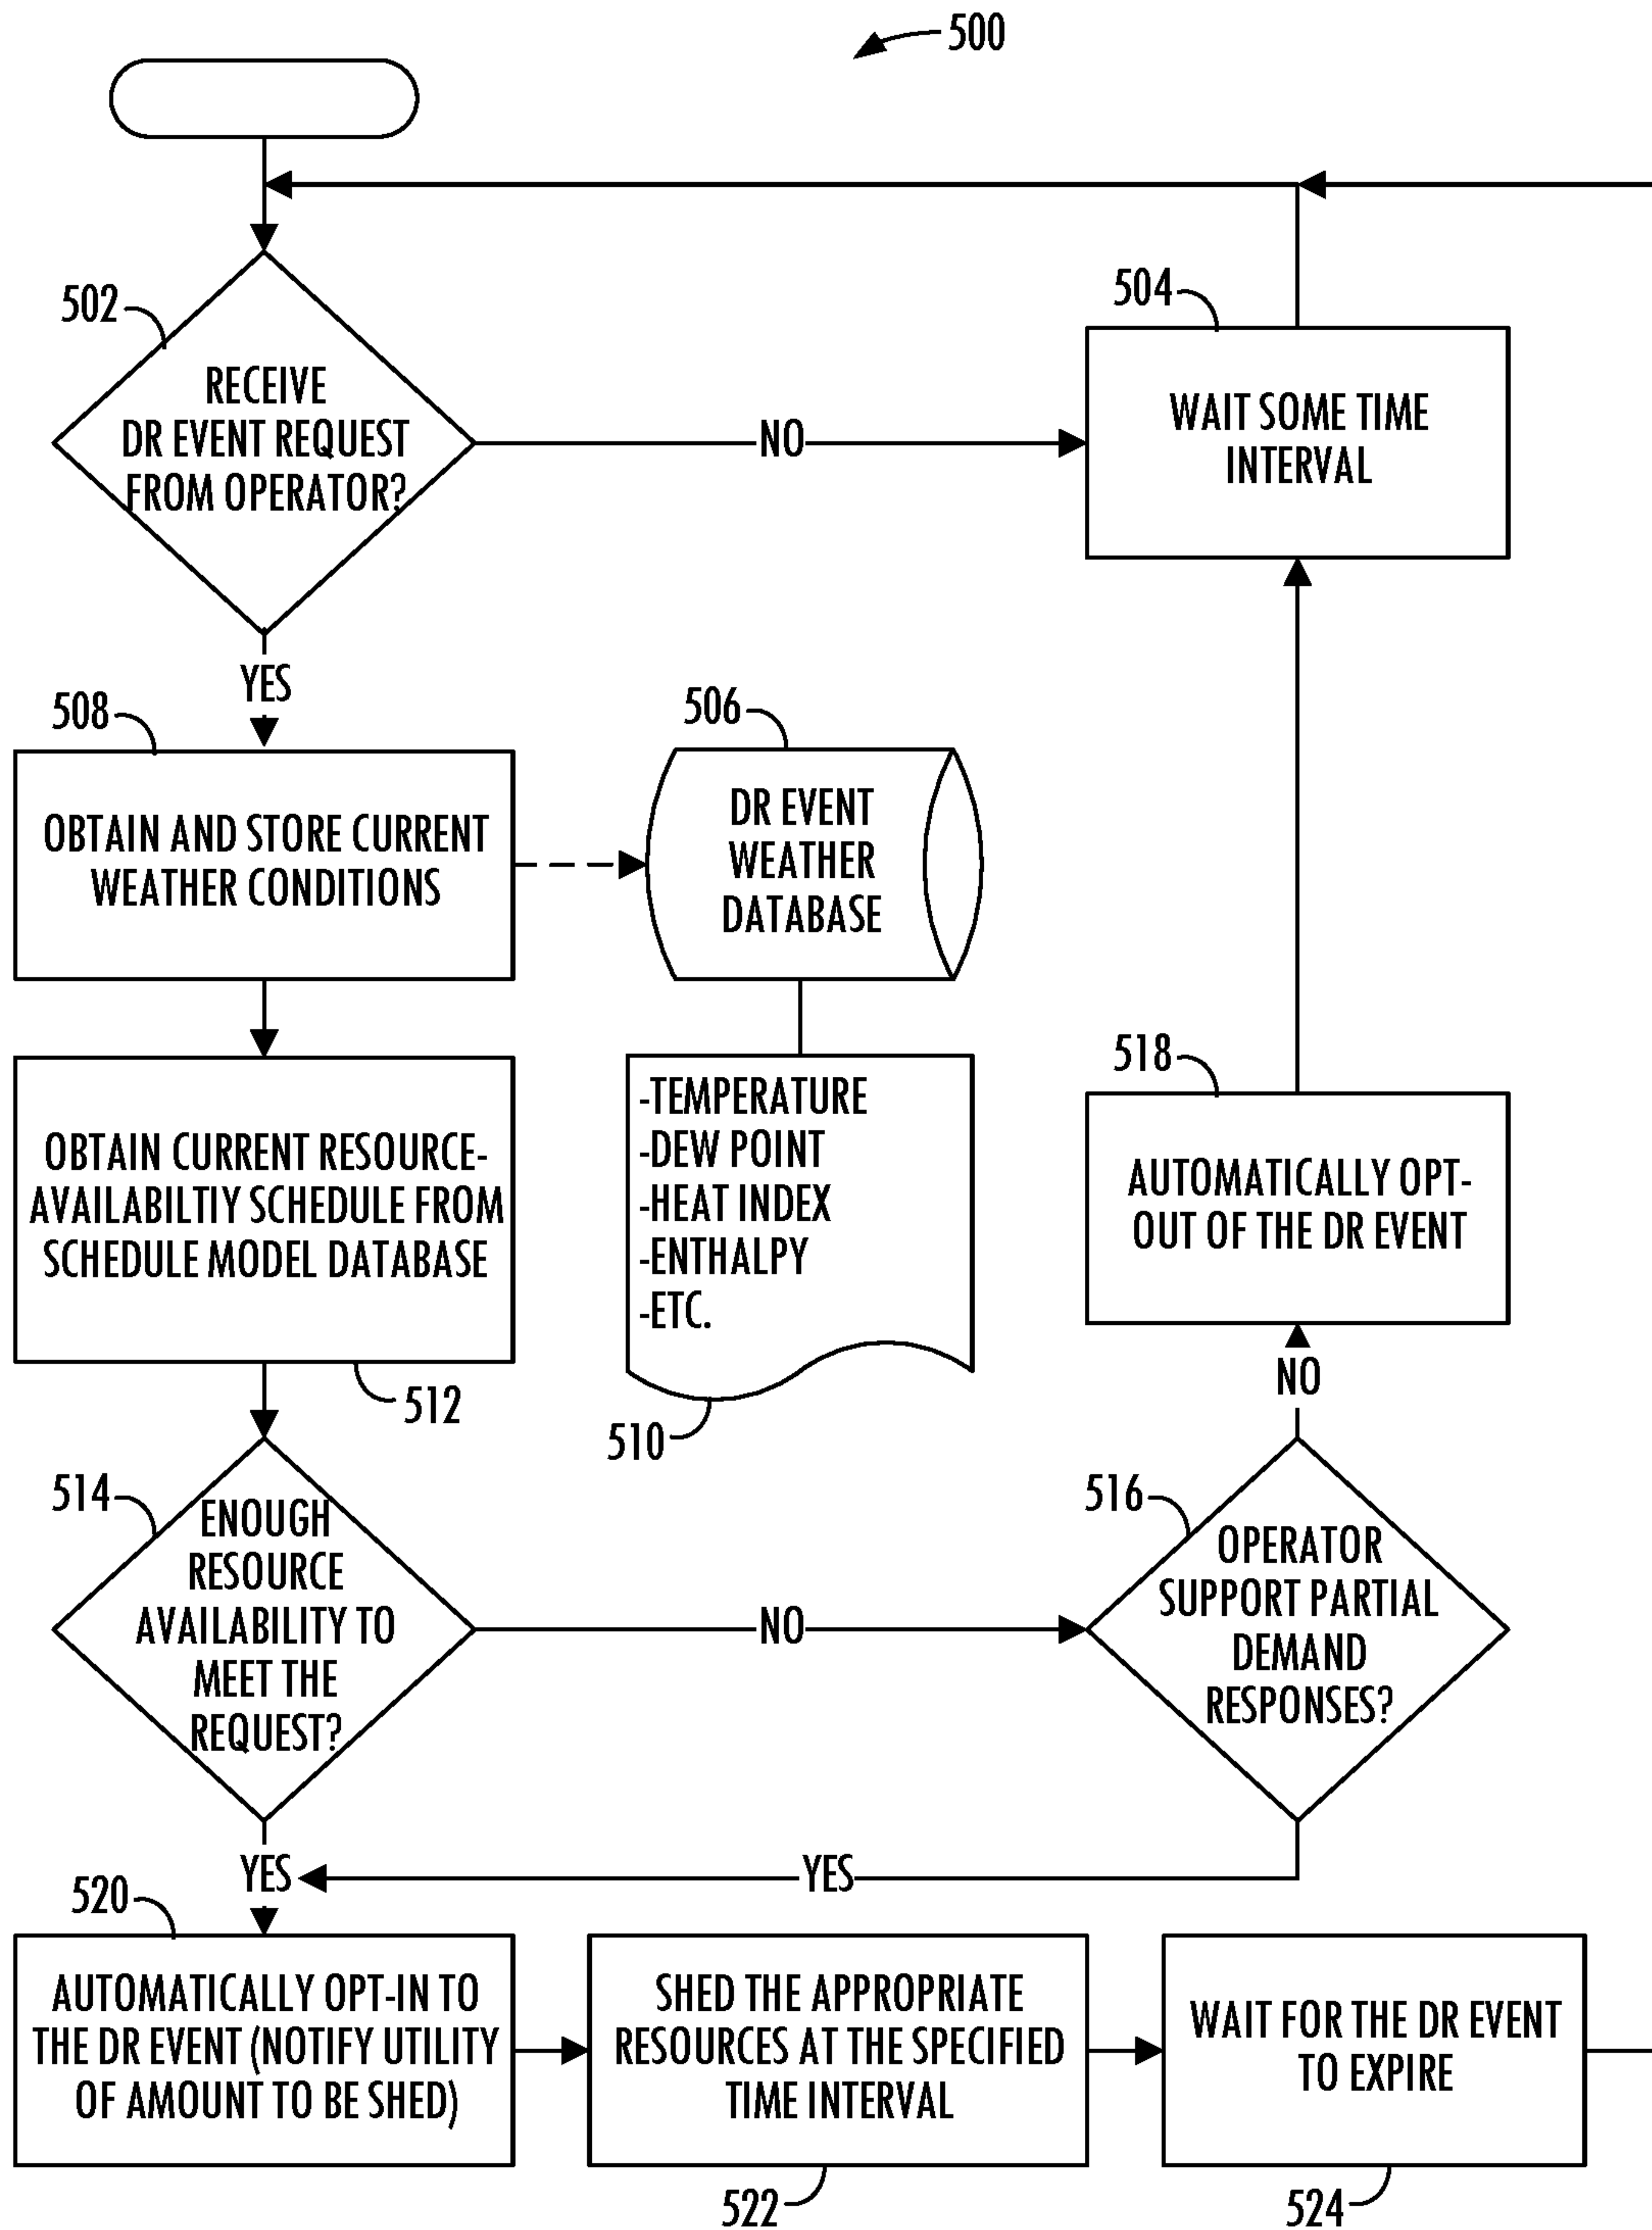 500
502
RECEIVE
DR EVENT REQUEST
FROM OPERATOR?
NO
504
WAIT SOME TIME
INTERVAL
YES
508
OBTAIN AND STORE CURRENT
WEATHER CONDITIONS
506
DR EVENT
WEATHER
DATABASE
-TEMPERATURE
-DEW POINT
-HEAT INDEX
-ENTHALPY
-ETC.
510
OBTAIN CURRENT RESOURCE-
AVAILABILTIY SCHEDULE FROM
SCHEDULE MODEL DATABASE
512
518
AUTOMATICALLY OPT-
OUT OF THE DR EVENT
NO
514
ENOUGH
RESOURCE
AVAILABILITY TO
MEET THE
REQUEST?
NO
516
OPERATOR
SUPPORT PARTIAL
DEMAND
RESPONSES?
YES
YES
520
AUTOMATICALLY OPT-IN TO
THE DR EVENT (NOTIFY UTILITY
OF AMOUNT TO BE SHED)
SHED THE APPROPRIATE
RESOURCES AT THE SPECIFIED
TIME INTERVAL
522
WAIT FOR THE DR EVENT
TO EXPIRE
524